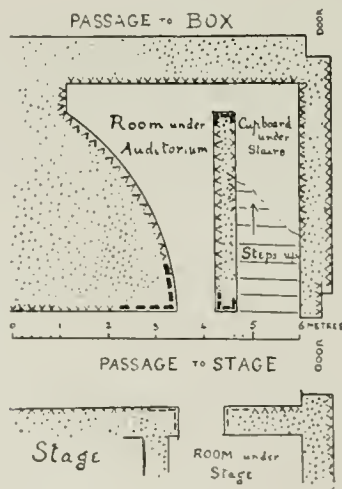 PASSAGE TO BOX
DOOR
Room under
Auditorium
Cupboard
under
Stairs
Steps up
0 1 2 3 4 5 6 METRES
PASSAGE TO STAGE
DOOR
Stage
ROOM under
Stage